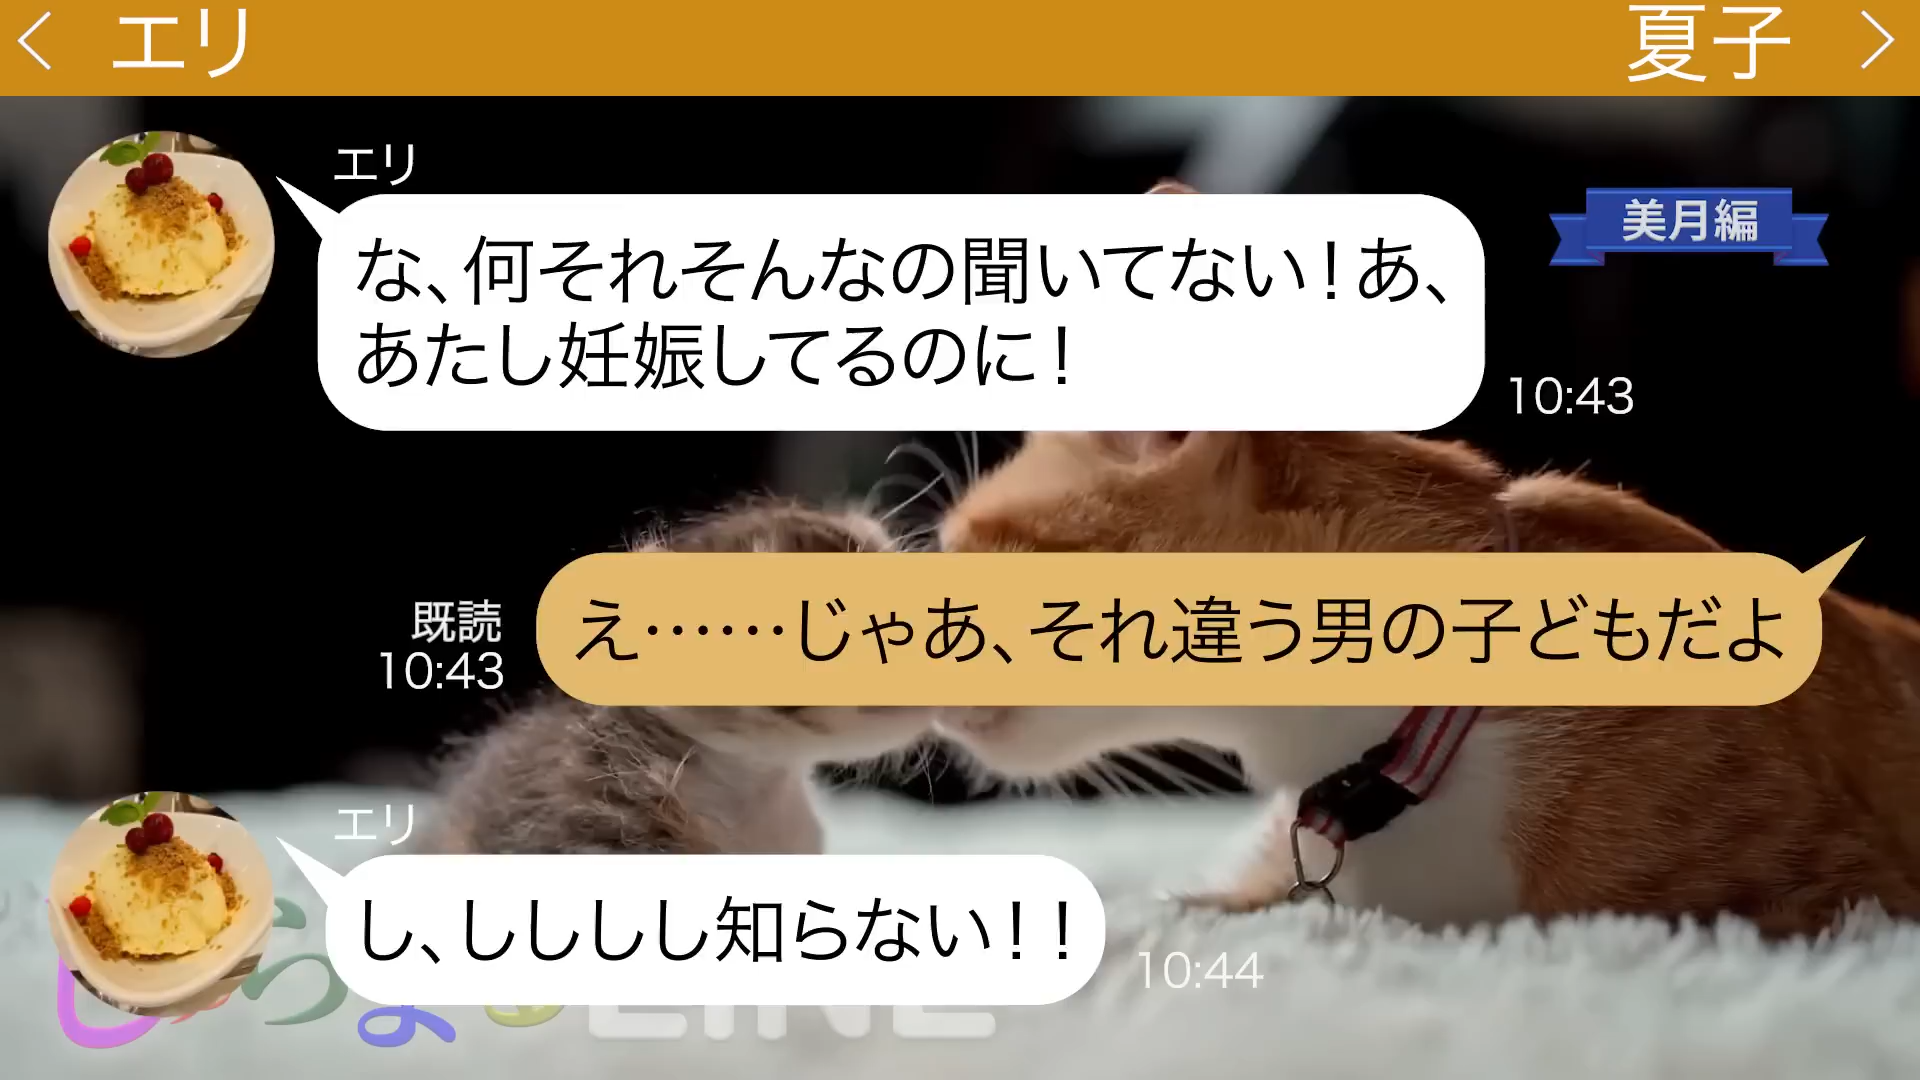 エリ
夏子
エリ
美月編
な、何それそんなの聞いてない！あ、
あたし妊娠してるのに！
10:43
え……じゃあ、それ違う男の子どもだよ
既読
10:43
エリ
し、しししし知らない！！
10:44
LINE